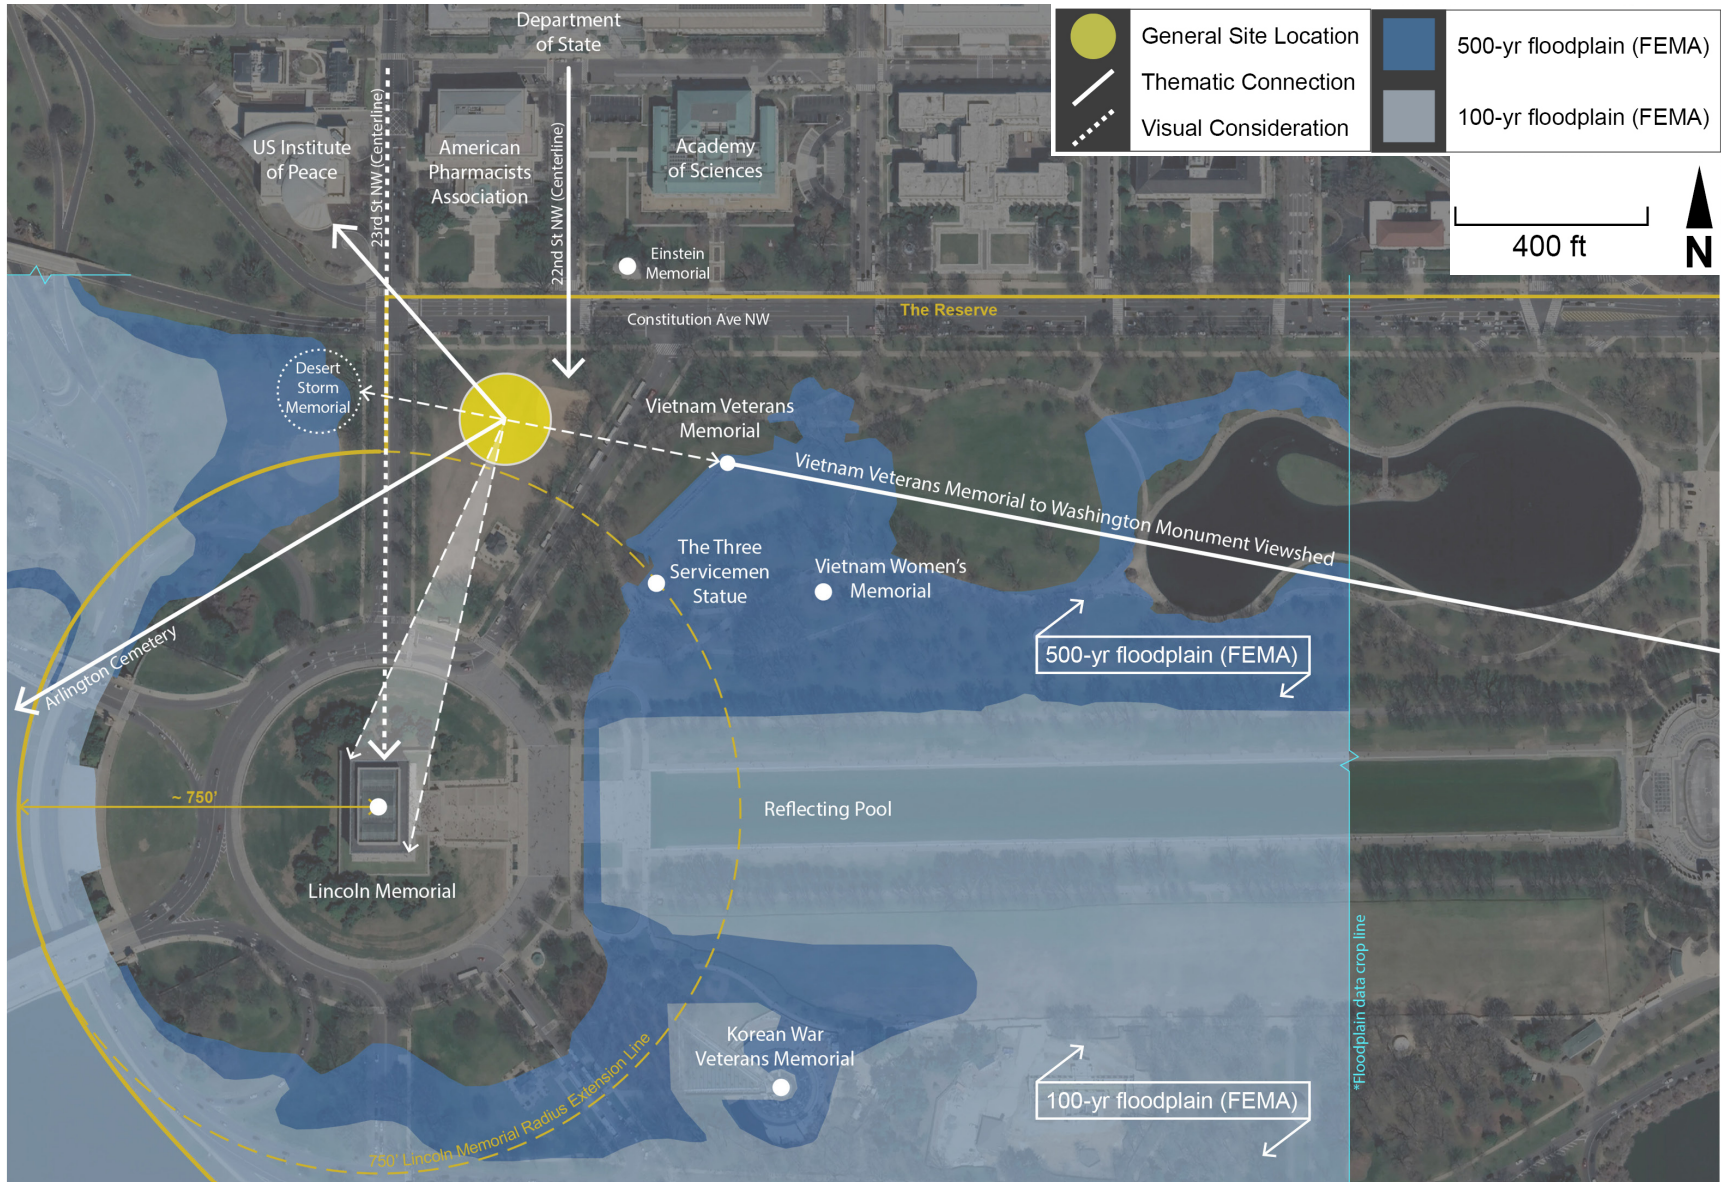 Department
of State
General Site Location
Thematic Connection
Visual Consideration
500-yr floodplain (FEMA)
100-yr floodplain (FEMA)
400 ft
N
US Institute
of Peace
23rd St NW (Centerline)
American
Pharmacists
Association
22nd St NW (Centerline)
Academy
of Sciences
Einstein
Memorial
The Reserve
Constitution Ave NW
Desert
Storm
Memorial
Vietnam Veterans
Memorial
Vietnam Veterans Memorial to Washington Monument Viewshed
The Three
Servicemen
Statue
Vietnam Women's
Memorial
500-yr floodplain (FEMA)
Arlington Cemetery
~ 750'
Reflecting Pool
Lincoln Memorial
*Floodplain data crop line
Korean War
Veterans Memorial
100-yr floodplain (FEMA)
750' Lincoln Memorial Radius Extension Line